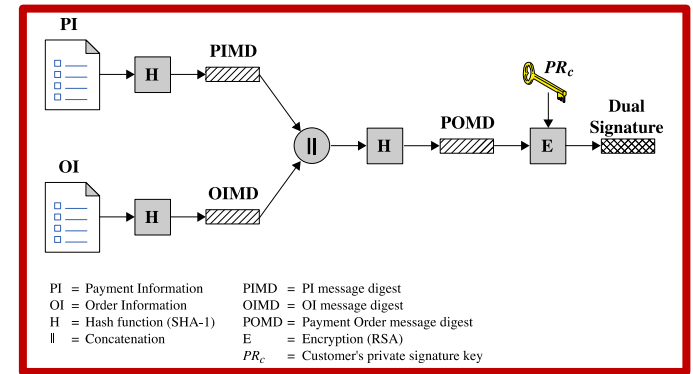 PI
H
PIMD
OI
H
OIMD
||
H
POMD
PRc
E
Dual
Signature
PI = Payment Information
OI = Order Information
H = Hash function (SHA-1)
|| = Concatenation
PIMD = PI message digest
OIMD = OI message digest
POMD = Payment Order message digest
E = Encryption (RSA)
PRc = Customer's private signature key